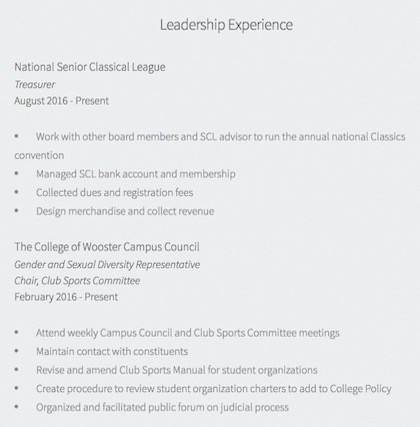 Leadership Experience
National Senior Classical League
Treasurer
August 2016 - Present
• Work with other board members and SCL advisor to run the annual national Classics
convention
• Managed SCL bank account and membership
• Collected dues and registration fees
• Design merchandise and collect revenue
The College of Wooster Campus Council
Gender and Sexual Diversity Representative
Chair, Club Sports Committee
February 2016 - Present
• Attend weekly Campus Council and Club Sports Committee meetings
• Maintain contact with constituents
• Revise and amend Club Sports Manual for student organizations
• Create procedure to review student organization charters to add to College Policy
• Organized and facilitated public forum on judicial process